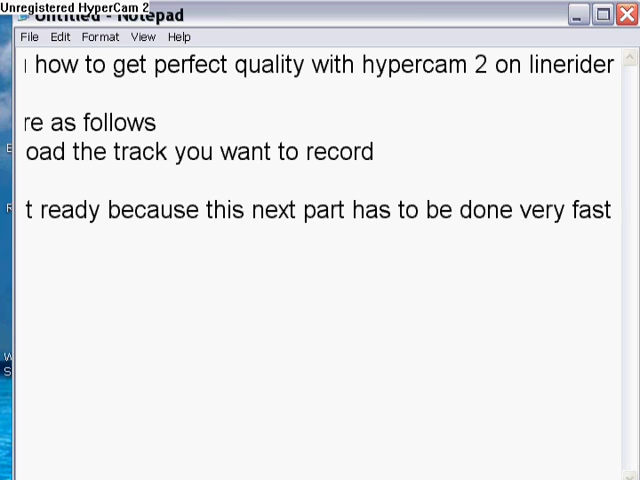 Unregistered HyperCam 2
Untitled - Notepad
File Edit Format View Help
how to get perfect quality with hypercam 2 on linerider
re as follows
oad the track you want to record
t ready because this next part has to be done very fast
E
R
W
S